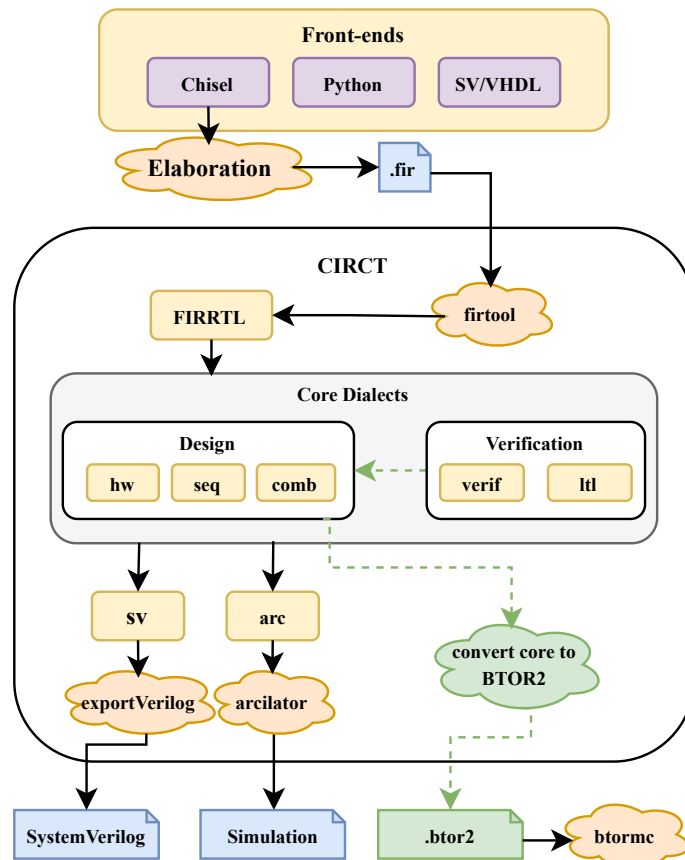 Front-ends
Chisel
Python
SV/VHDL
Elaboration
.fir
CIRCT
FIRRTL
firtool
Core Dialects
Design
Verification
hw
seq
comb
verif
ltl
sv
arc
convert core to
BTOR2
exportVerilog
arcilator
SystemVerilog
Simulation
.btor2
btormc